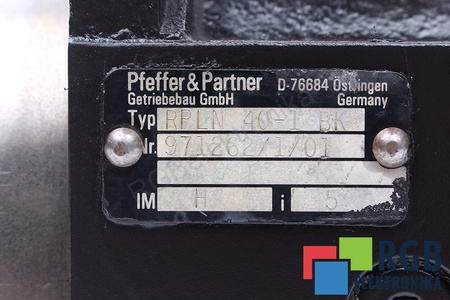 Pfeffer & Partner D-76684 Östringen
Getriebebau GmbH Germany
Typ RPLN 40-1 BK
Nr. 971262/1/01
IM H i 5
RGB
ELEKTRONIKA